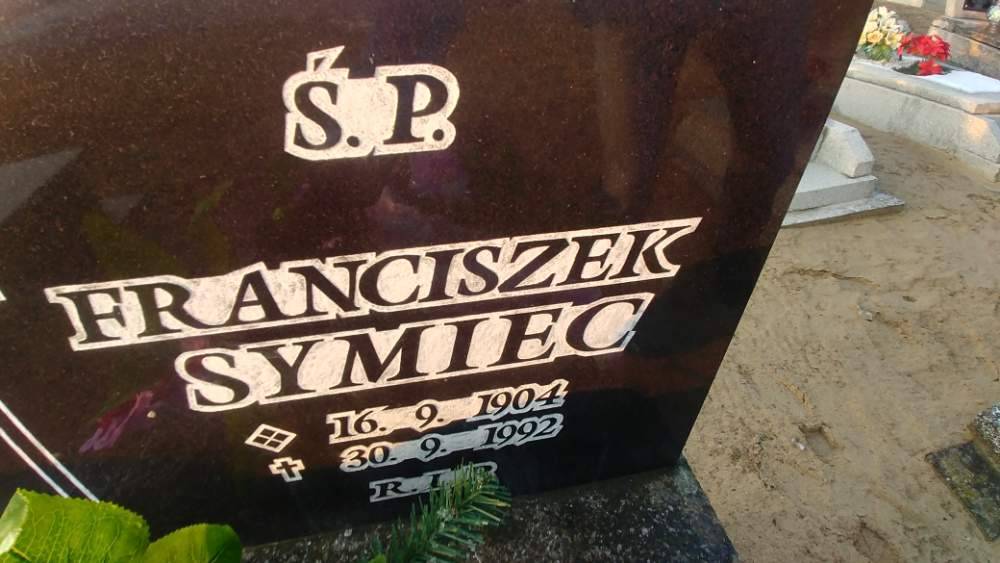 Ś. P.
FRANCISZEK
SYMIEC
16. 9. 1904
30. 9. 1992
R. I. P